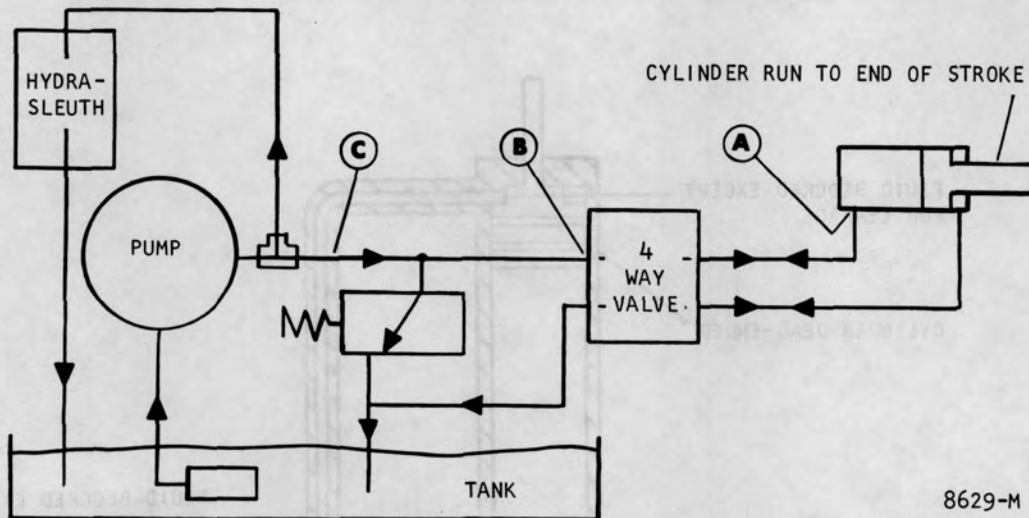 HYDRA-
SLEUTH
CYLINDER RUN TO END OF STROKE
C
B
A
PUMP
4
WAY
VALVE
TANK
8629-M